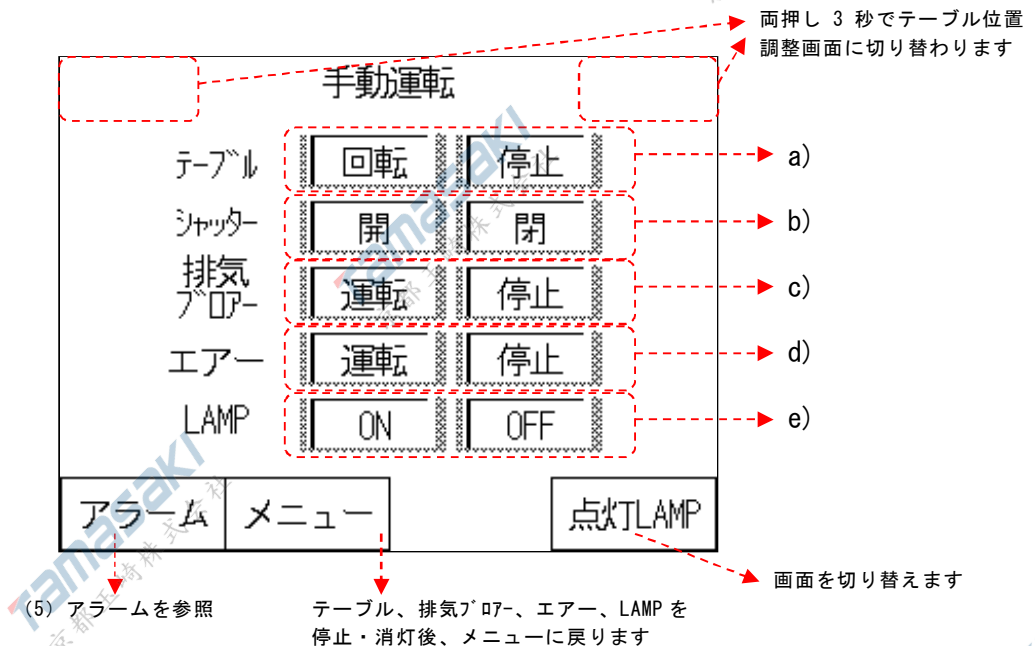 両押し 3 秒でテーブル位置
調整画面に切り替わります
手動運転
テーブル 回転 停止 a)
シャッター 開 閉 b)
排気
ブロアー 運転 停止 c)
エアー 運転 停止 d)
LAMP ON OFF e)
アラーム メニュー 点灯LAMP
画面を切り替えます
(5) アラームを参照
テーブル、排気ブロアー、エアー、LAMP を
停止・消灯後、メニューに戻ります
Tamasaki
Tamasaki